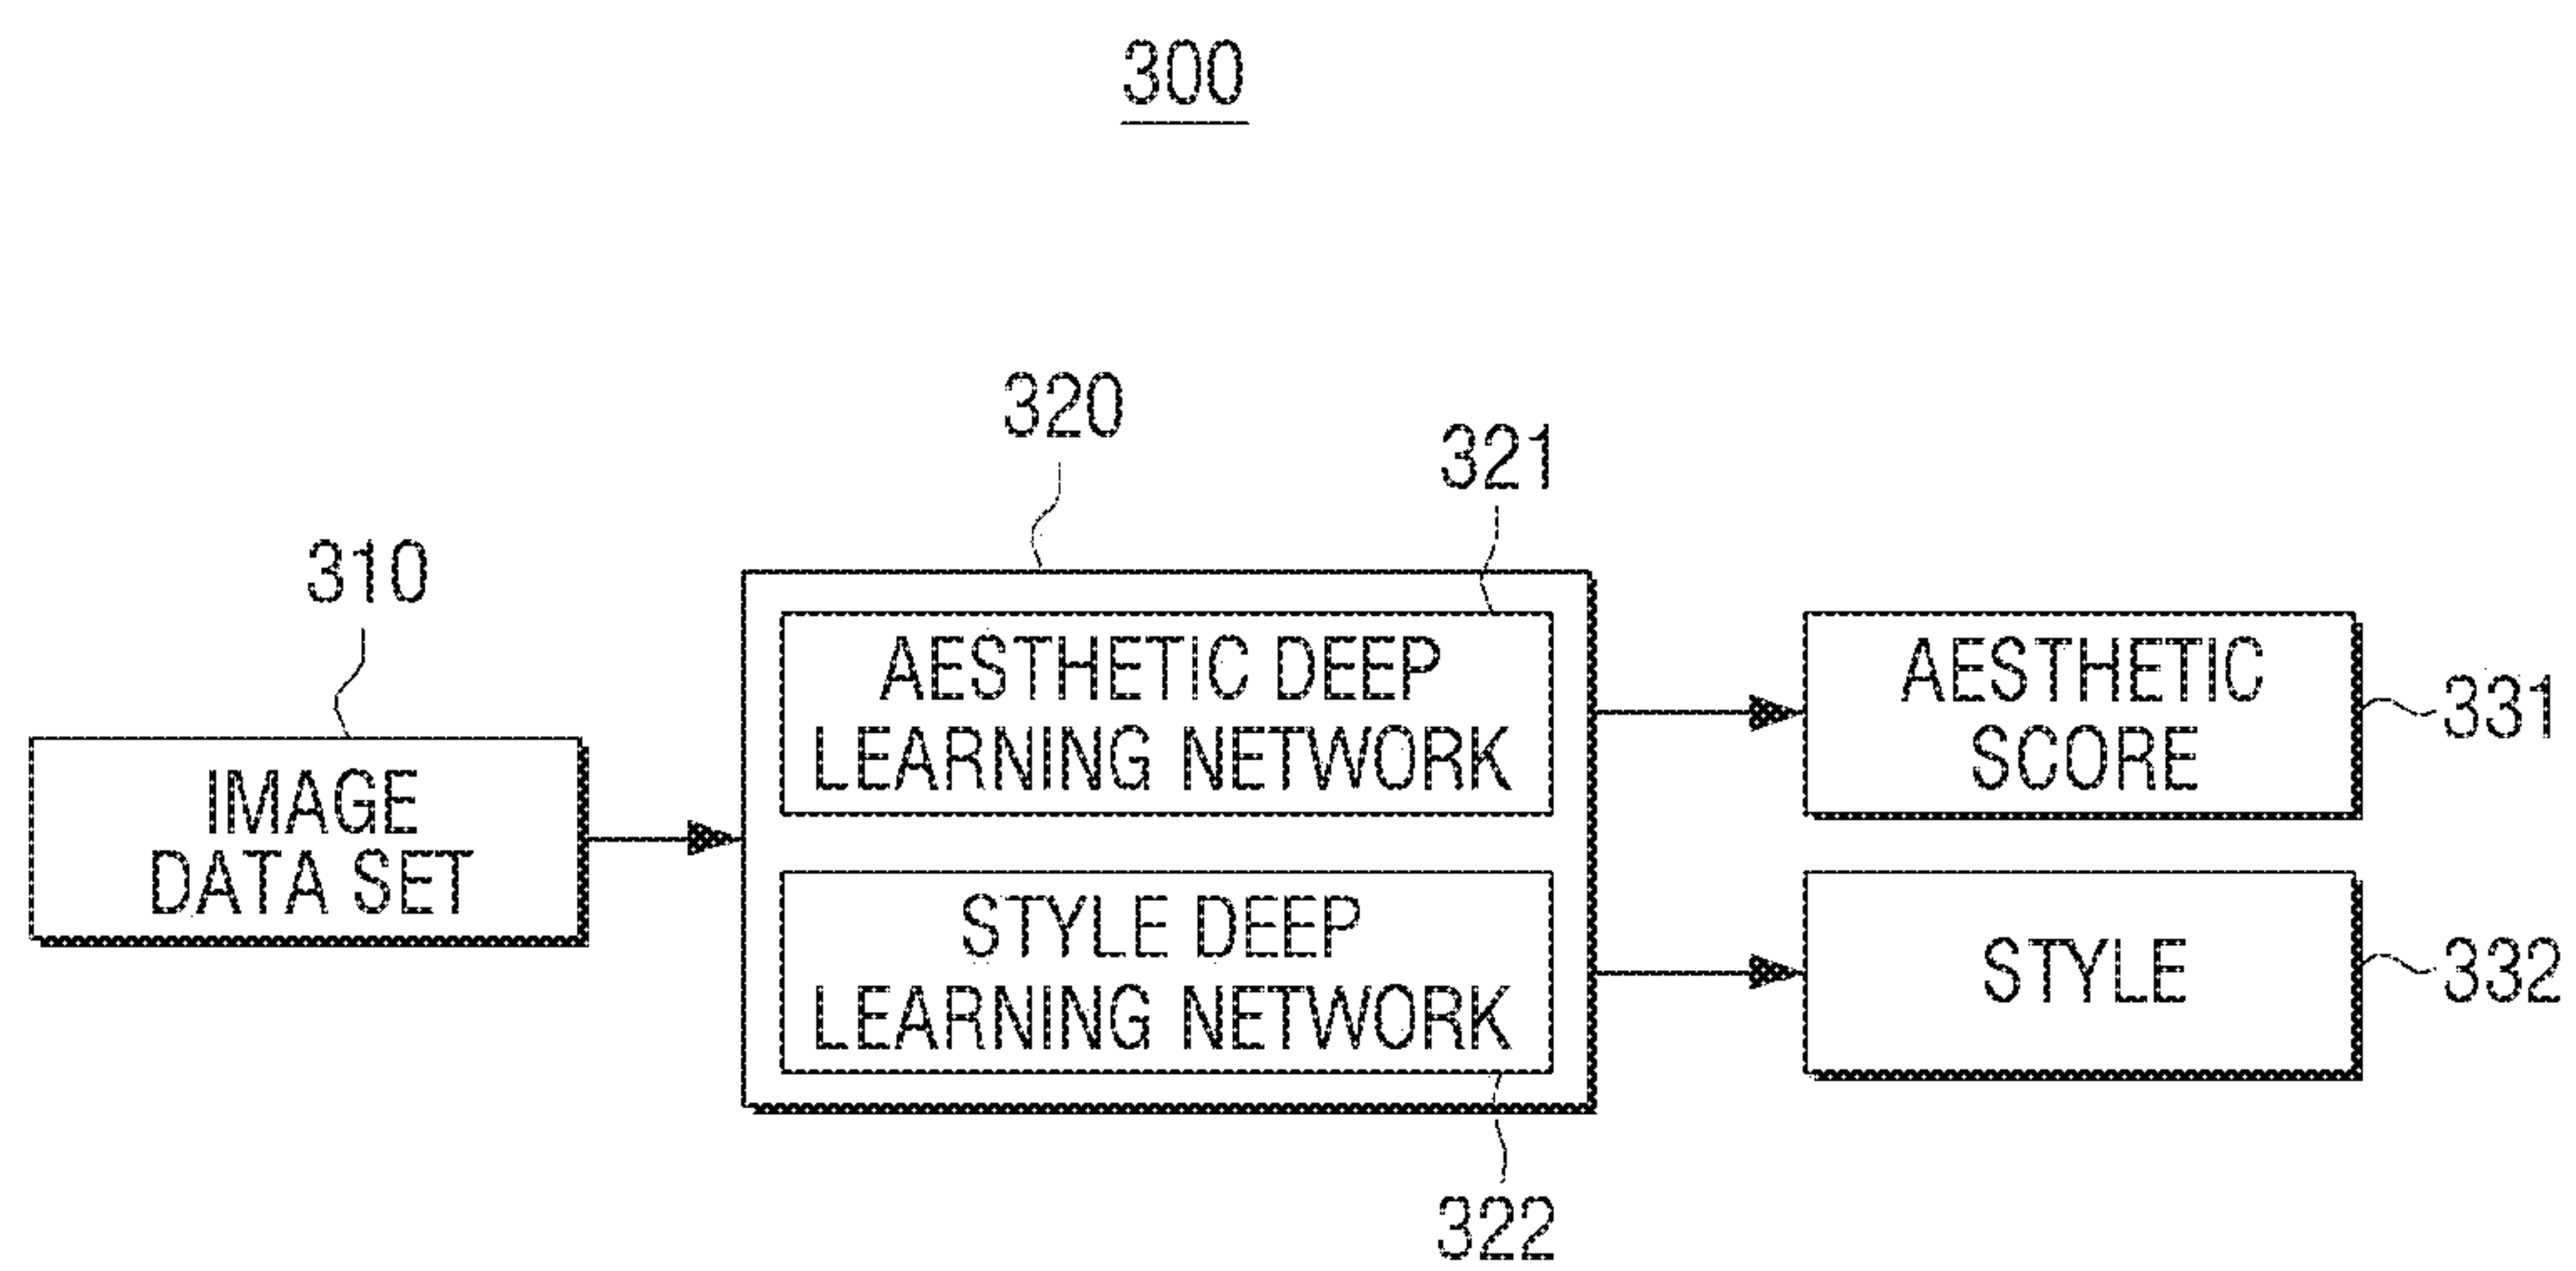 300
320
321
310
AESTHETIC DEEP
LEARNING NETWORK
AESTHETIC
SCORE
331
IMAGE
DATA SET
STYLE DEEP
LEARNING NETWORK
STYLE
332
322